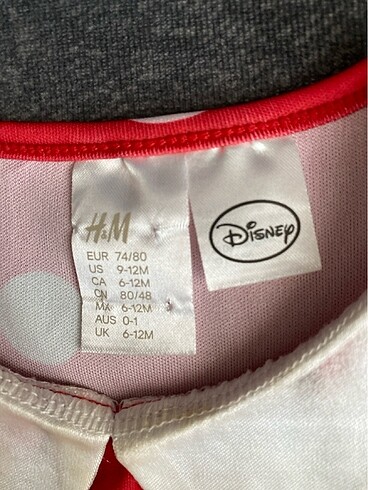 H&M
EUR 74/80
US 9-12M
CA 6-12M
CN 80/48
MX 6-12M
AUS 0-1
UK 6-12M
Disney